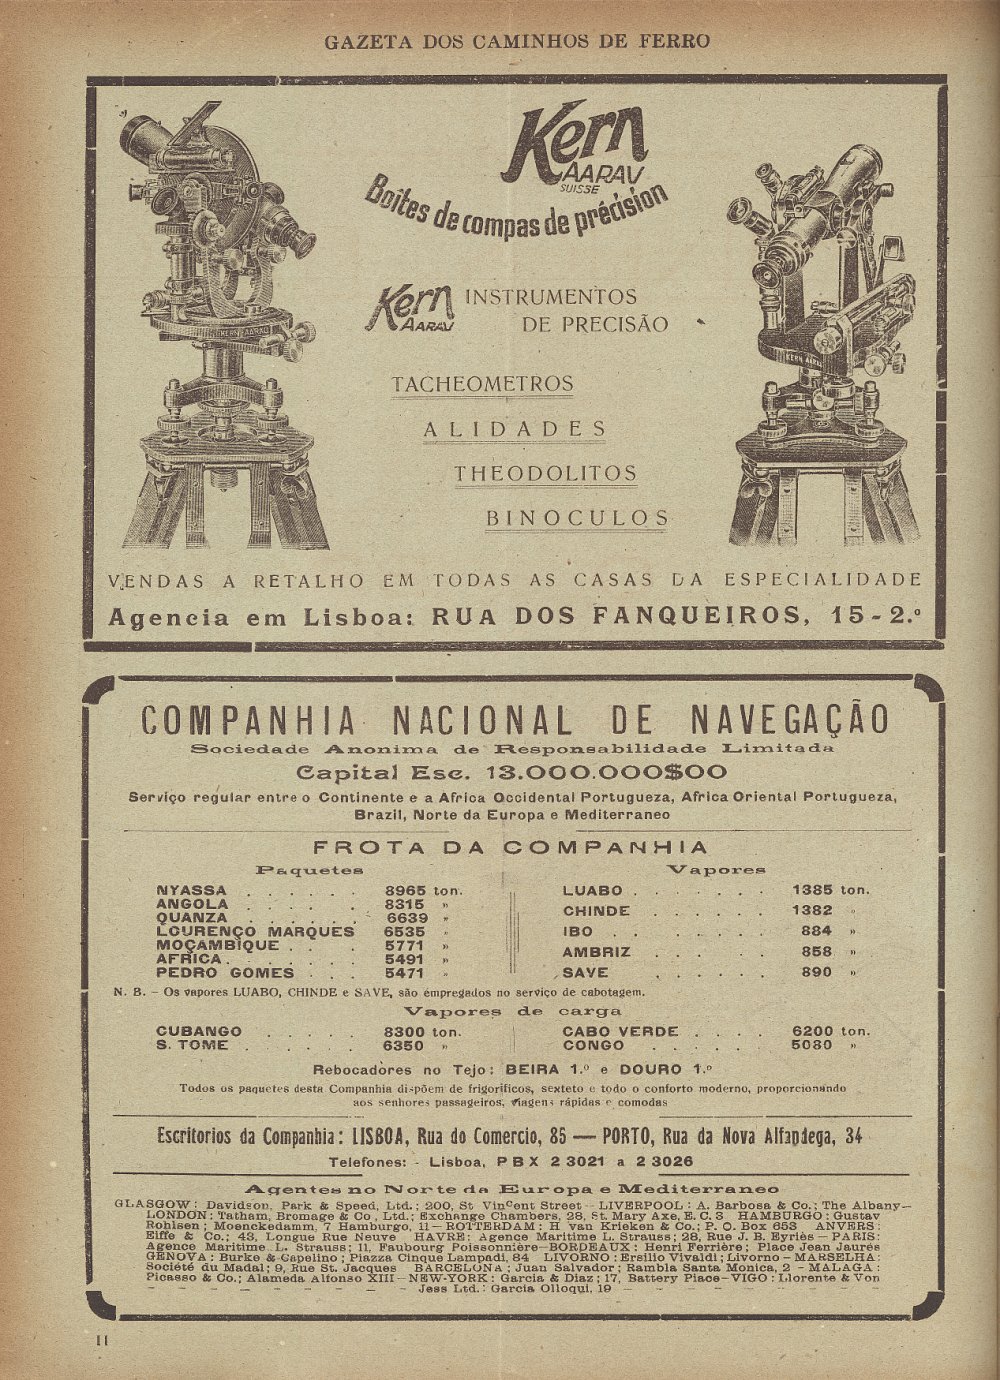 GAZETA DOS CAMINHOS DE FERRO
Kern
AARAU
SUISSE
Boîtes de compas de précision
Kern
AARAU
INSTRUMENTOS
DE PRECISÃO
TACHEOMETROS
ALIDADES
THEODOLITOS
BINOCULOS
KERN AARAU
KERN AARAU
VENDAS A RETALHO EM TODAS AS CASAS DA ESPECIALIDADE
Agencia em Lisboa: RUA DOS FANQUEIROS, 15-2.º
COMPANHIA NACIONAL DE NAVEGAÇÃO
Sociedade Anonima de Responsabilidade Limitada
Capital Esc. 13.000.000$00
Serviço regular entre o Continente e a Africa Occidental Portugueza, Africa Oriental Portugueza,
Brazil, Norte da Europa e Mediterraneo
FROTA DA COMPANHIA
Paquetes
NYASSA . . . . . . 8965 ton.
ANGOLA . . . . . 8315 »
QUANZA . . . . . . 6639 »
LOURENÇO MARQUES 6535 »
MOÇAMBIQUE . . . 5771 »
AFRICA . . . . . . 5491 »
PEDRO GOMES . . . 5471 »
Vapores
LUABO . . . . . . . 1385 ton.
CHINDE . . . . . . 1382 »
IBO . . . . . . . 884 »
AMBRIZ . . . . . . 858 »
SAVE . . . . . . 890 »
N. B. – Os vapores LUABO, CHINDE e SAVE, são empregados no serviço de cabotagem.
Vapores de carga
CUBANGO . . . . 8300 ton.
S. TOME . . . . . 6350 »
CABO VERDE . . . . 6200 ton.
CONGO . . . . . 5080 »
Rebocadores no Tejo: BEIRA 1.º e DOURO 1.º
Todos os paquetes desta Companhia dispõem de frigorificos, sexteto e todo o conforto moderno, proporcionando
aos senhores passageiros, viagens rápidas e comodas
Escritorios da Companhia: LISBOA, Rua do Comercio, 85 — PORTO, Rua da Nova Alfandega, 34
Telefones: - Lisboa, PBX 2 3021 a 2 3026
Agentes no Norte da Europa e Mediterraneo
GLASGOW: Davidson, Park & Speed, Ltd.; 200, St Vincent Street – LIVERPOOL: A. Barbosa & Co.; The Albany–
LONDON: Tatham, Bromage & Co, Ltd.; Exchange Chambers, 28, St. Mary Axe, E. C. 3 HAMBURGO: Gustav
Rohlsen; Moenckedamm, 7 Hamburgo, 11 – ROTTERDAM: H. van Krieken & Co.; P. O. Box 653 ANVERS:
Eiffe & Co.; 43, Longue Rue Neuve HAVRE: Agence Maritime L. Strauss; 28, Rue J. B. Eyriès – PARIS:
Agence Maritime L. Strauss; 11, Faubourg Poissonnière – BORDEAUX: Henri Ferrière; Place Jean Jaurés
GENOVA: Burke & Capelino; Piazza Cinque Lampadi, 84 LIVORNO: Ersilio Vivaldi; Livorno – MARSELHA:
Société du Madal; 9, Rue St. Jacques BARCELONA: Juan Salvador; Rambla Santa Monica, 2 – MALAGA:
Picasso & Co.; Alameda Alfonso XIII – NEW-YORK: Garcia & Diaz; 17, Battery Place – VIGO: Llorente & Von
Jess Ltd.: Garcia Olloqui, 19
II